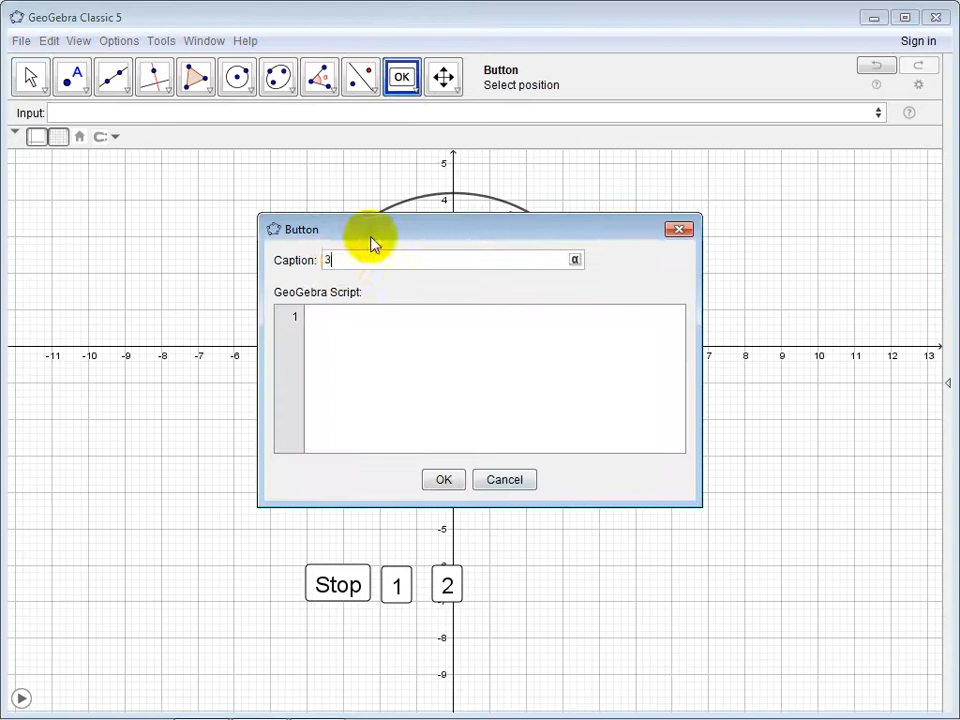 GeoGebra Classic 5
File Edit View Options Tools Window Help Sign in
A α OK Button
Select position
Input:
5
4
Button
Caption: 3 α
GeoGebra Script:
1
-11 -10 -9 -8 -7 -6 7 8 9 10 11 12 13
OK Cancel
-5
Stop 1 2
-8
-9